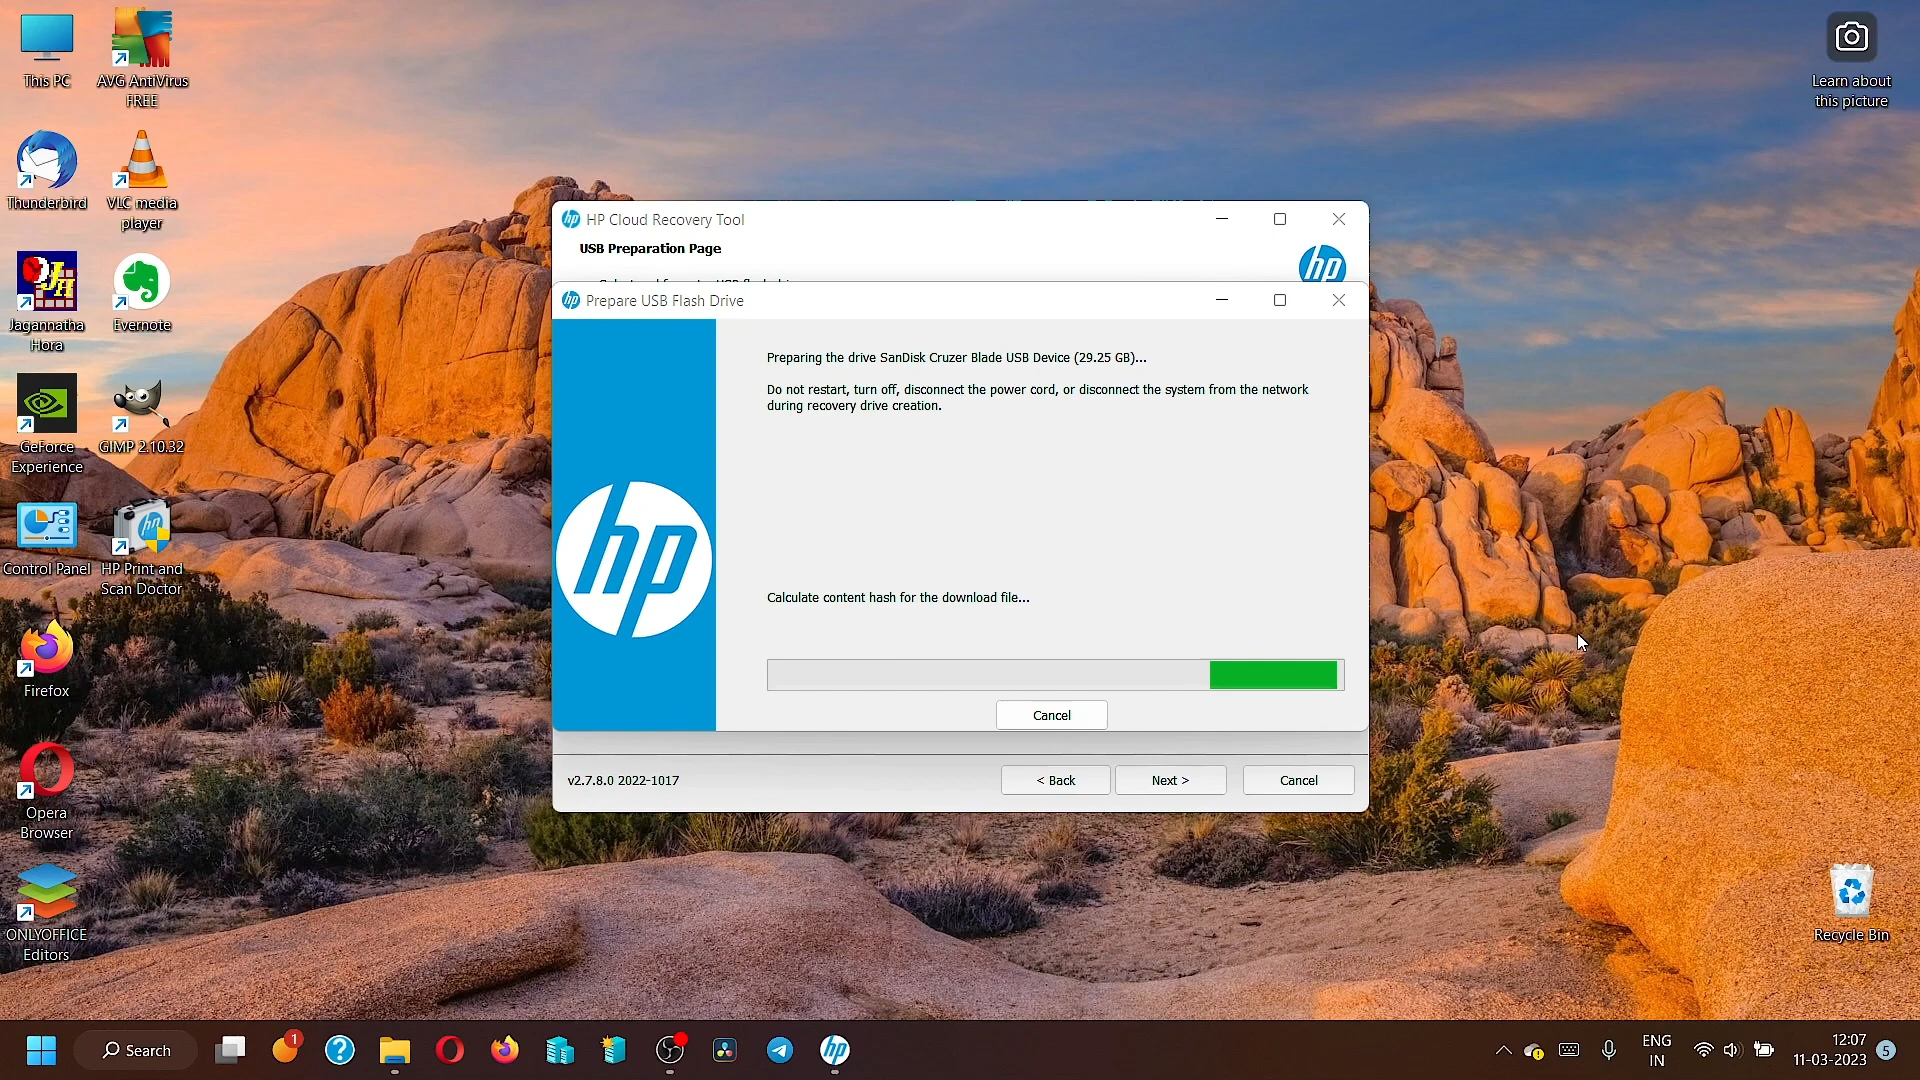 This PC
AVG AntiVirus
FREE
Thunderbird
VLC media
player
Jagannatha
Hora
Evernote
GeForce
Experience
GIMP 2.10.32
Control Panel
HP Print and
Scan Doctor
Firefox
Opera
Browser
ONLYOFFICE
Editors
Learn about
this picture
Recycle Bin
HP Cloud Recovery Tool
USB Preparation Page
hp
Prepare USB Flash Drive
Preparing the drive SanDisk Cruzer Blade USB Device (29.25 GB)...
Do not restart, turn off, disconnect the power cord, or disconnect the system from the network
during recovery drive creation.
hp
Calculate content hash for the download file...
Cancel
v2.7.8.0 2022-1017
< Back
Next >
Cancel
Search
1
hp
ENG
IN
12:07
11-03-2023
5